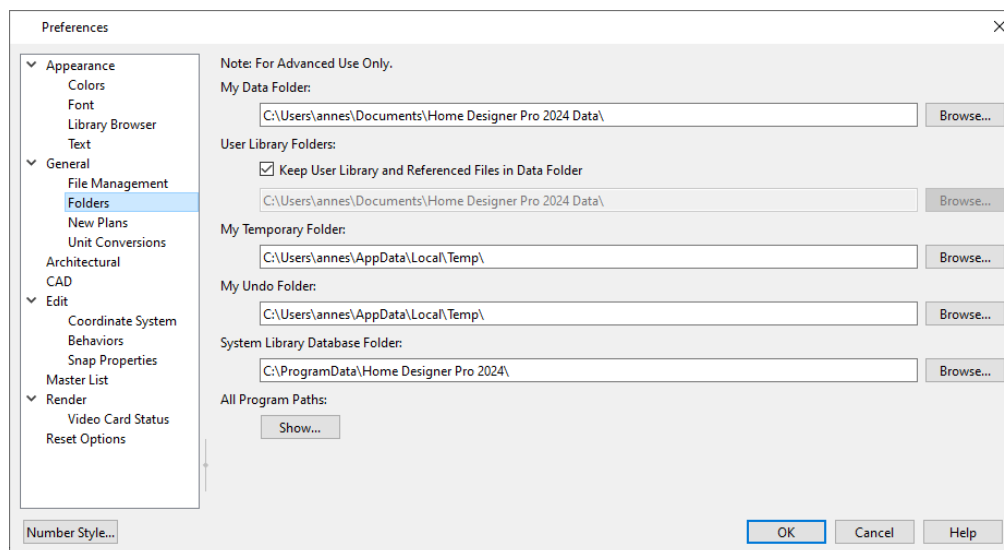 Preferences
Appearance
Colors
Font
Library Browser
Text
General
File Management
Folders
New Plans
Unit Conversions
Architectural
CAD
Edit
Coordinate System
Behaviors
Snap Properties
Master List
Render
Video Card Status
Reset Options
Note: For Advanced Use Only.
My Data Folder:
C:\Users\annes\Documents\Home Designer Pro 2024 Data\ Browse...
User Library Folders:
Keep User Library and Referenced Files in Data Folder
C:\Users\annes\Documents\Home Designer Pro 2024 Data\ Browse...
My Temporary Folder:
C:\Users\annes\AppData\Local\Temp\ Browse...
My Undo Folder:
C:\Users\annes\AppData\Local\Temp\ Browse...
System Library Database Folder:
C:\ProgramData\Home Designer Pro 2024\ Browse...
All Program Paths:
Show...
Number Style... OK Cancel Help